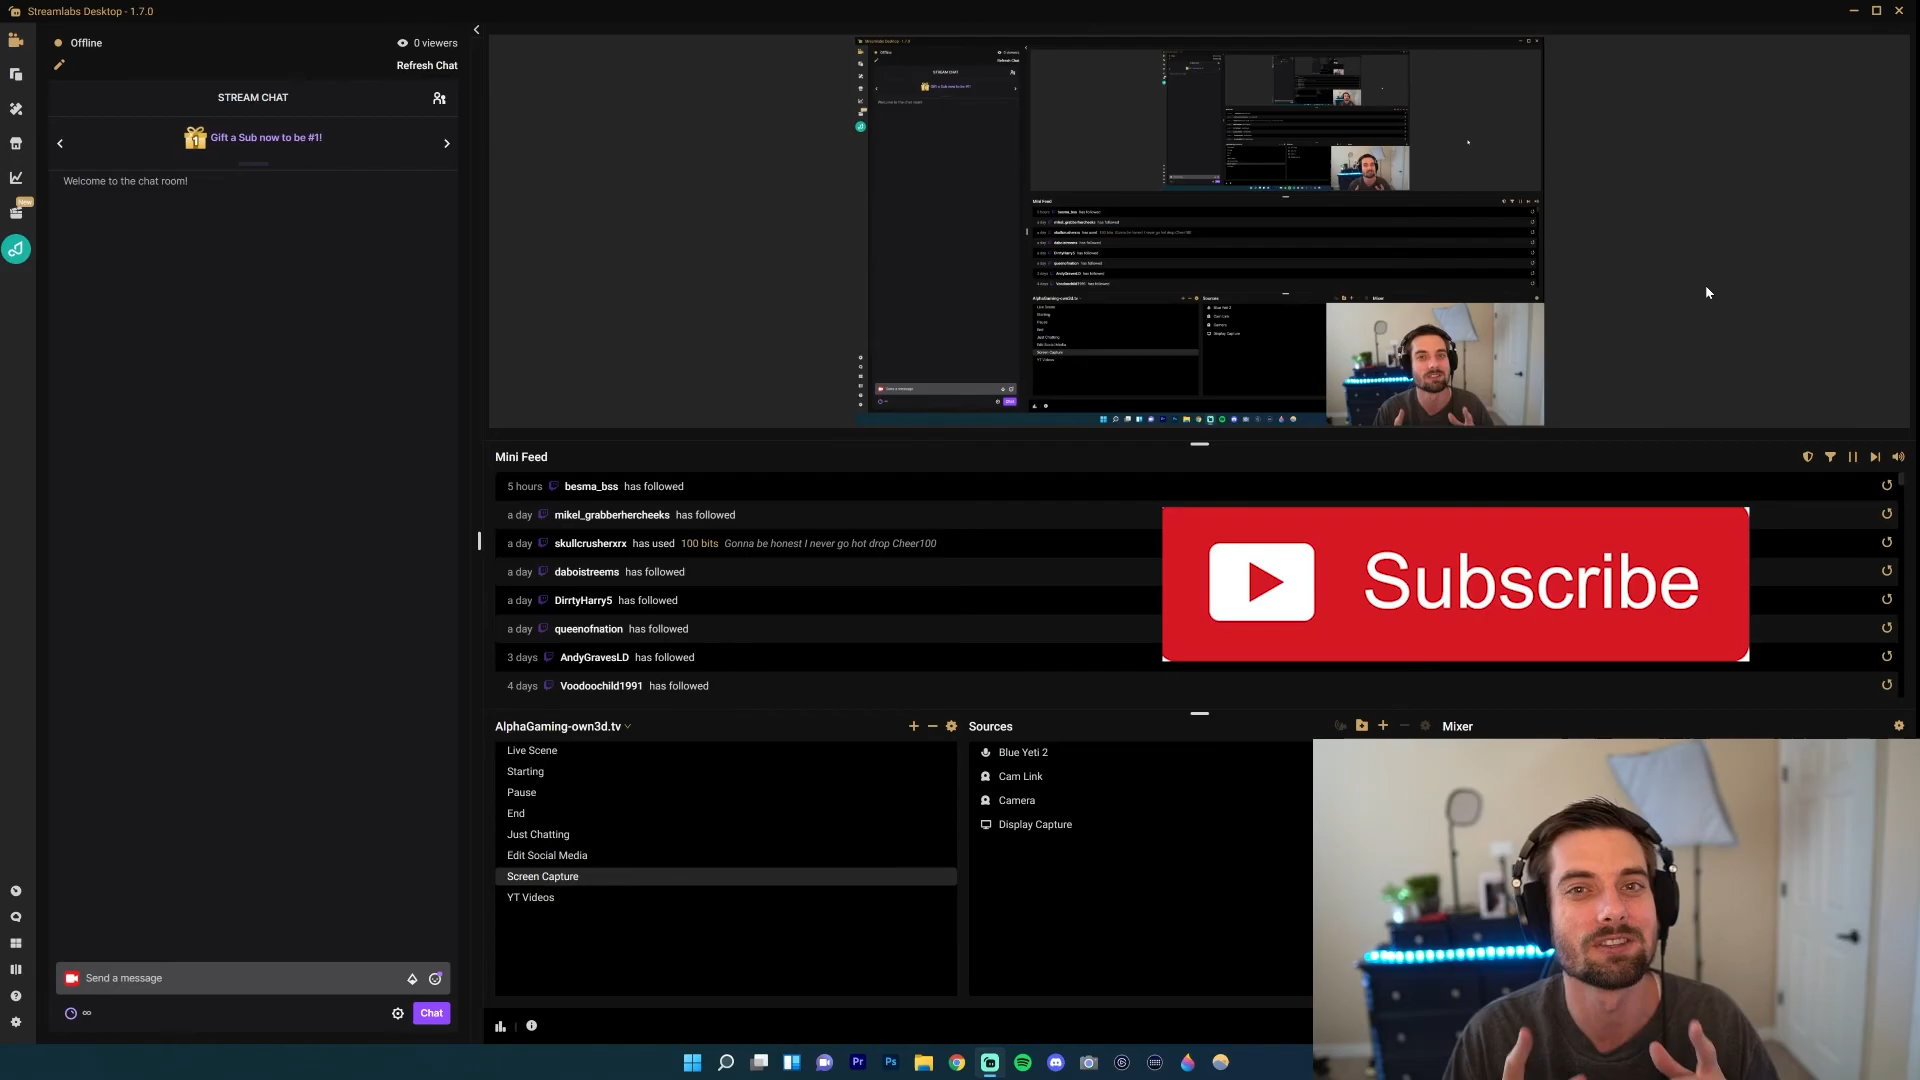 Streamlabs Desktop - 1.7.0
Offline
0 viewers
Refresh Chat
STREAM CHAT
1
Gift a Sub now to be #1!
Welcome to the chat room!
New
Send a message
Chat
Mini Feed
5 hours besma_bss has followed
a day mikel_grabberhercheeks has followed
a day skullcrusherxrx has used 100 bits Gonna be honest I never go hot drop Cheer100
a day daboistreems has followed
a day DirrtyHarry5 has followed
a day queenofnation has followed
3 days AndyGravesLD has followed
4 days Voodoochild1991 has followed
Subscribe
AlphaGaming-own3d.tv
Live Scene
Starting
Pause
End
Just Chatting
Edit Social Media
Screen Capture
YT Videos
Sources
Blue Yeti 2
Cam Link
Camera
Display Capture
Mixer
Pr
Ps